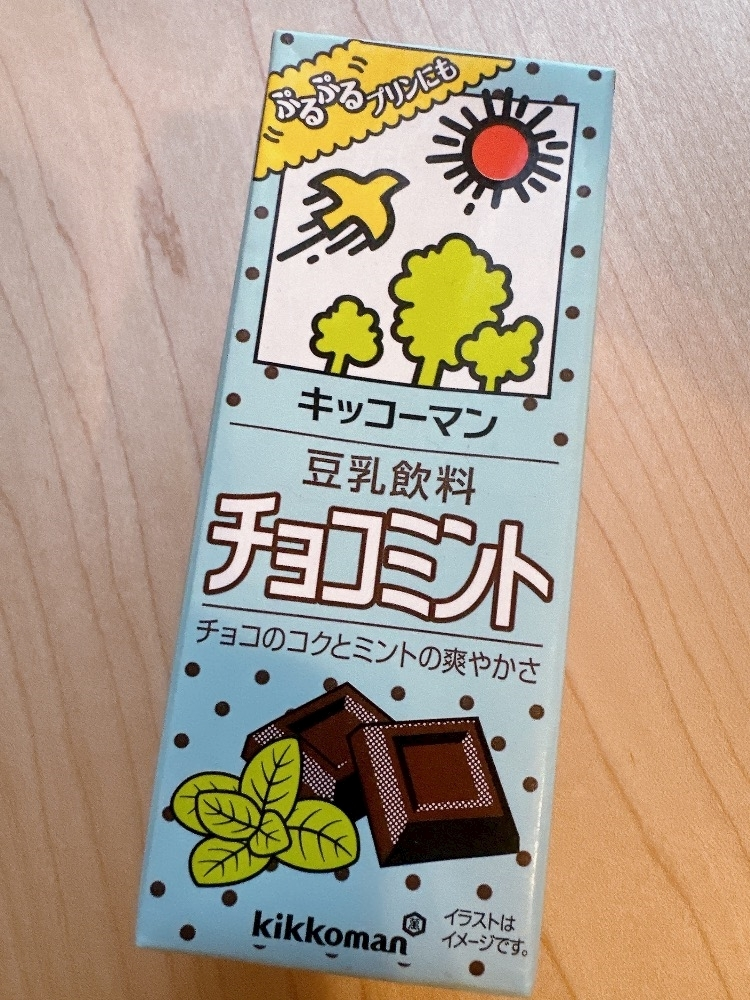 ぷるぷるプリンにも
キッコーマン
豆乳飲料
チョコミント
チョコのコクとミントの爽やかさ
kikkoman 萬
イラストは
イメージです。